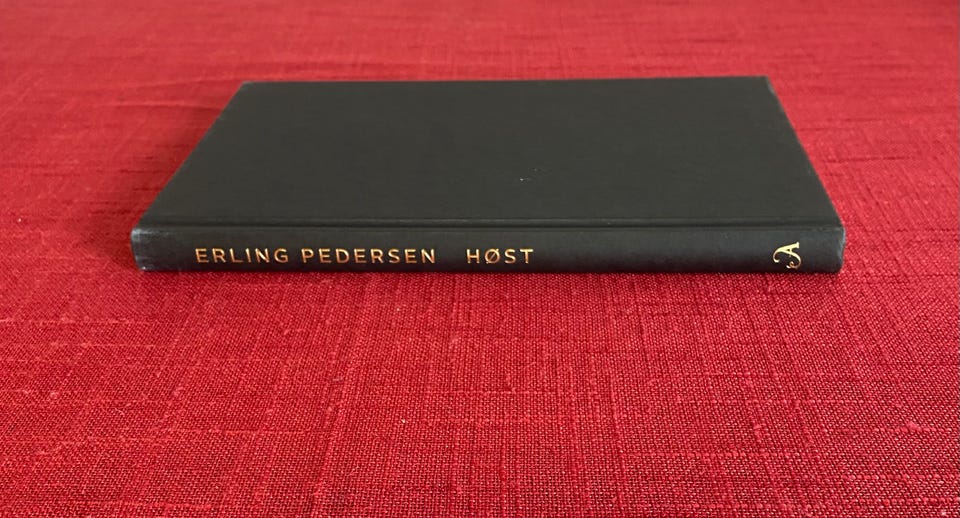 ERLING PEDERSEN HØST